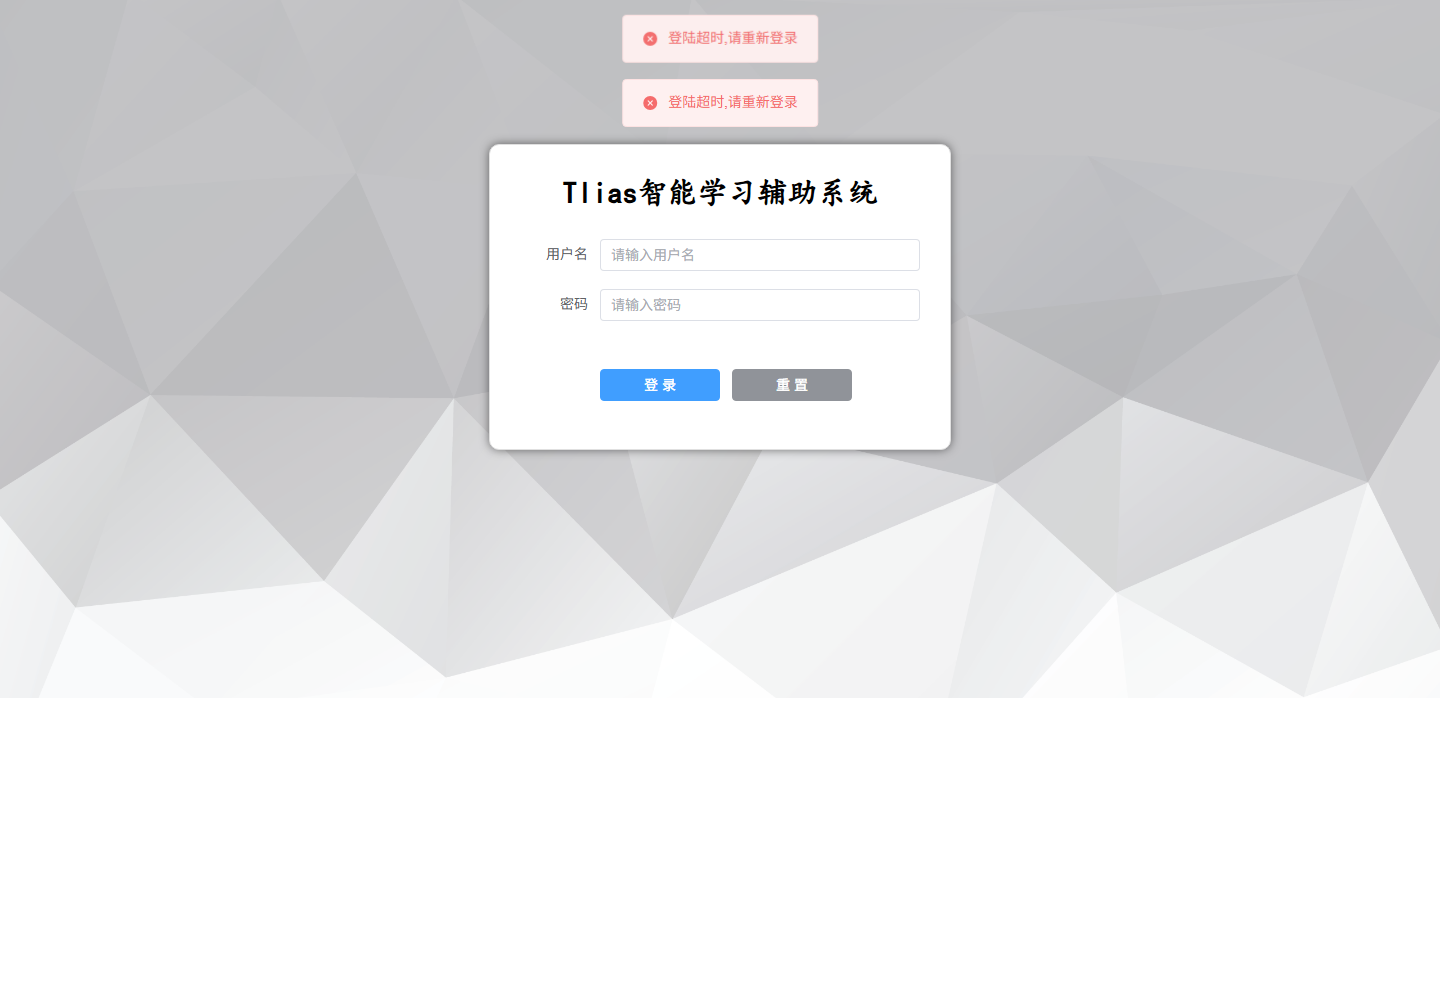 登陆超时,请重新登录
登陆超时,请重新登录
Tlias智能学习辅助系统
用户名 请输入用户名
密码 请输入密码
登 录 重 置